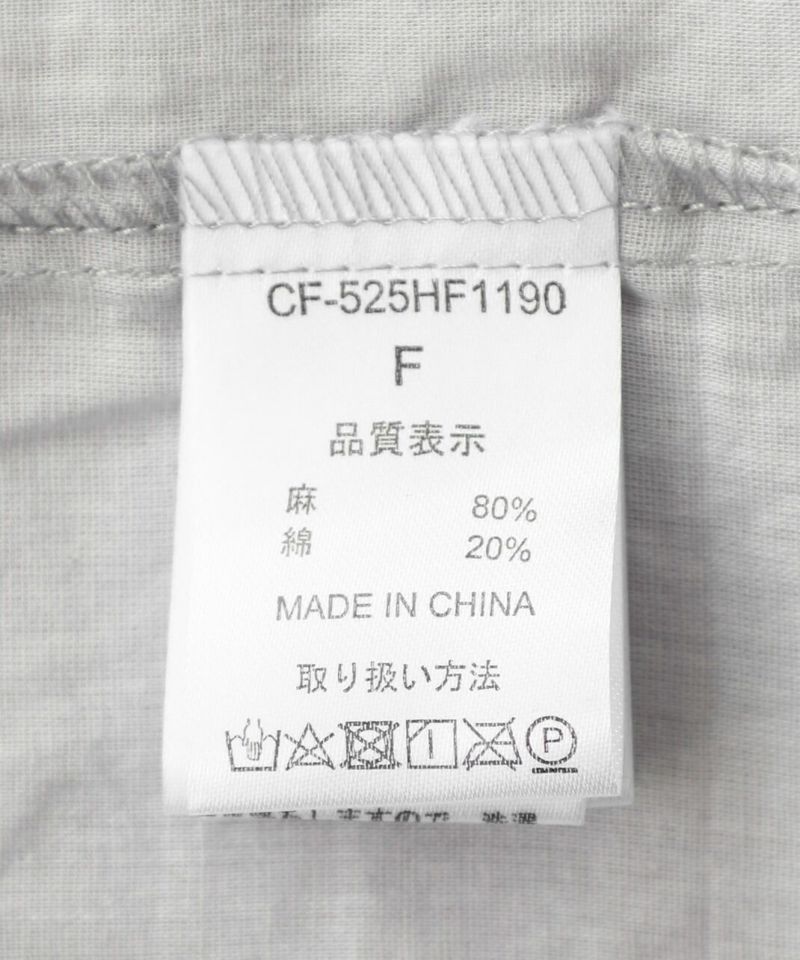 CF-525HF1190
F
品質表示
麻 80%
綿 20%
MADE IN CHINA
取り扱い方法
P